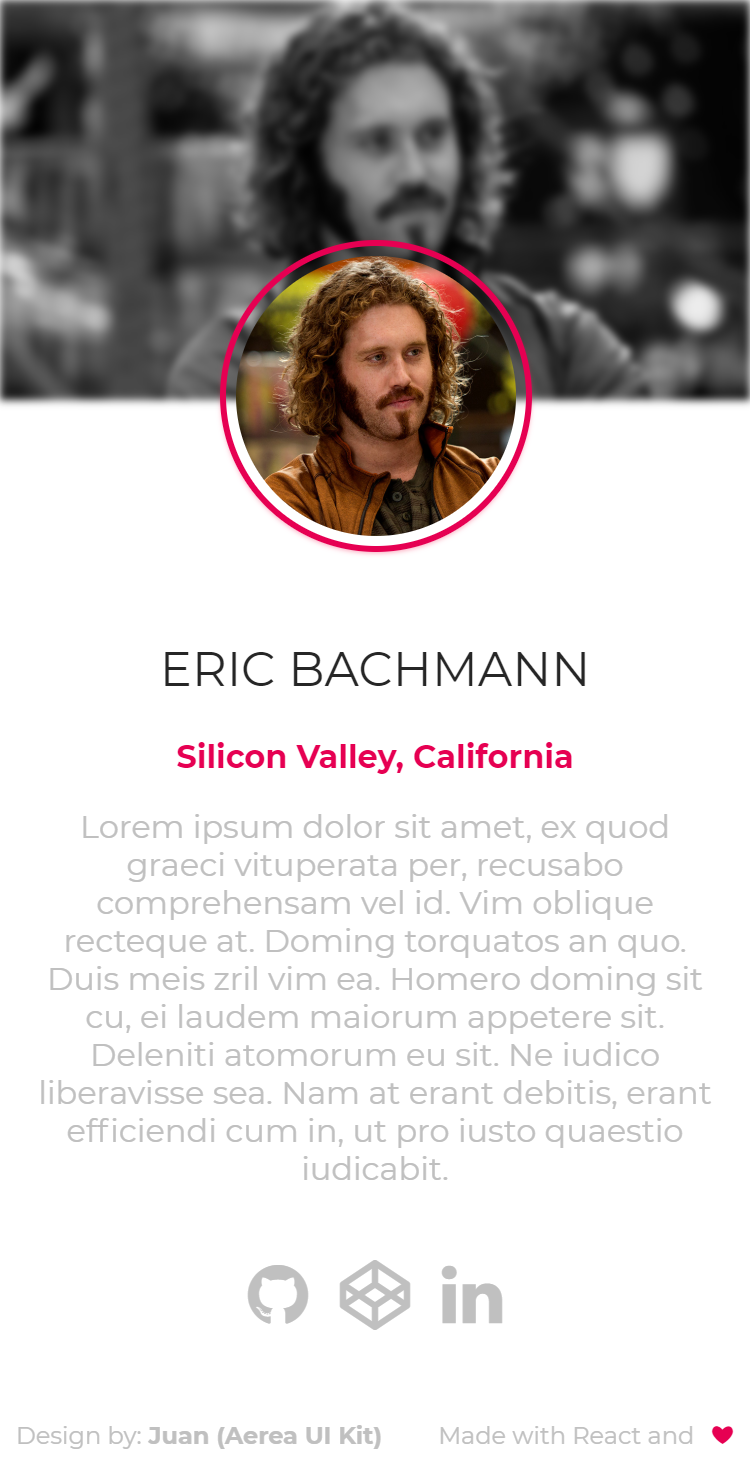 ERIC BACHMANN
Silicon Valley, California
Lorem ipsum dolor sit amet, ex quod
graeci vituperata per, recusabo
comprehensam vel id. Vim oblique
recteque at. Doming torquatos an quo.
Duis meis zril vim ea. Homero doming sit
cu, ei laudem maiorum appetere sit.
Deleniti atomorum eu sit. Ne iudico
liberavisse sea. Nam at erant debitis, erant
efficiendi cum in, ut pro iusto quaestio
iudicabit.
in
Design by: Juan (Aerea UI Kit)
Made with React and